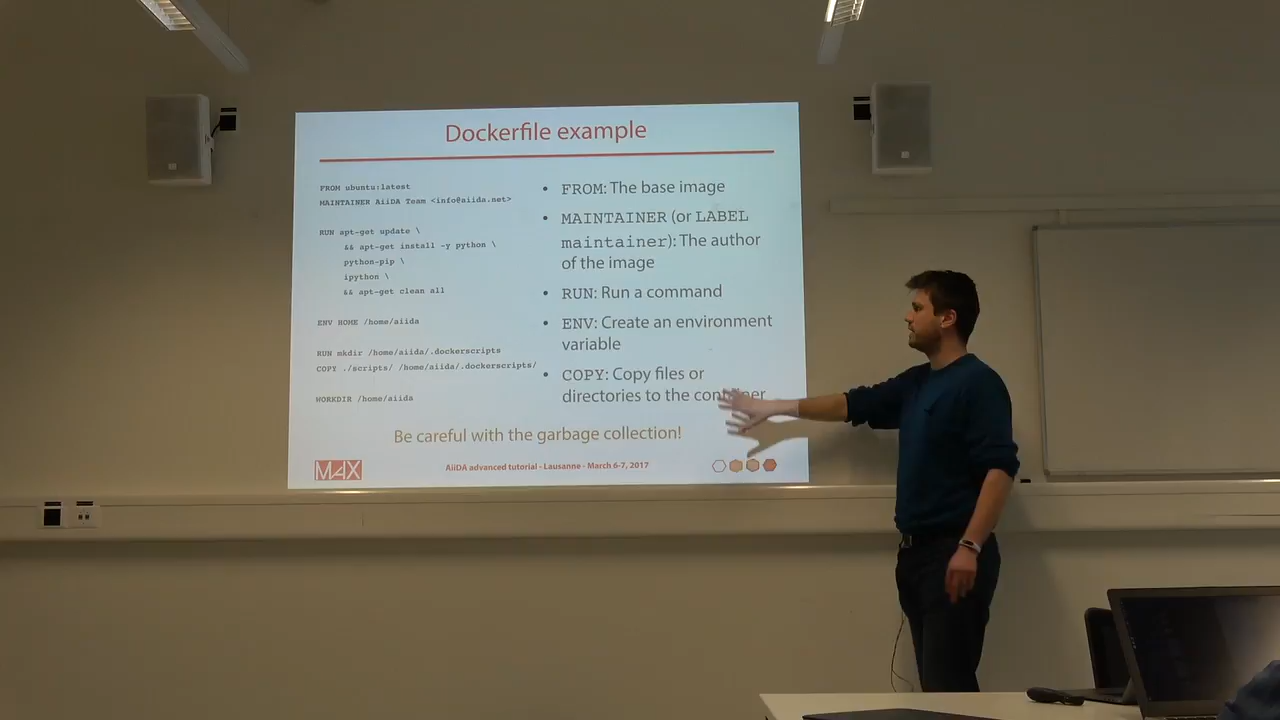 Dockerfile example
FROM ubuntu:latest
MAINTAINER AiiDA Team <info@aiida.net>
RUN apt-get update \
&& apt-get install -y python \
python-pip \
ipython \
&& apt-get clean all
ENV HOME /home/aiida
RUN mkdir /home/aiida/.dockerscripts
COPY ./scripts/ /home/aiida/.dockerscripts/
WORKDIR /home/aiida
• FROM: The base image
• MAINTAINER (or LABEL
maintainer): The author
of the image
• RUN: Run a command
• ENV: Create an environment
variable
• COPY: Copy files or
directories to the container
Be careful with the garbage collection!
MAX
AiiDA advanced tutorial - Lausanne - March 6-7, 2017